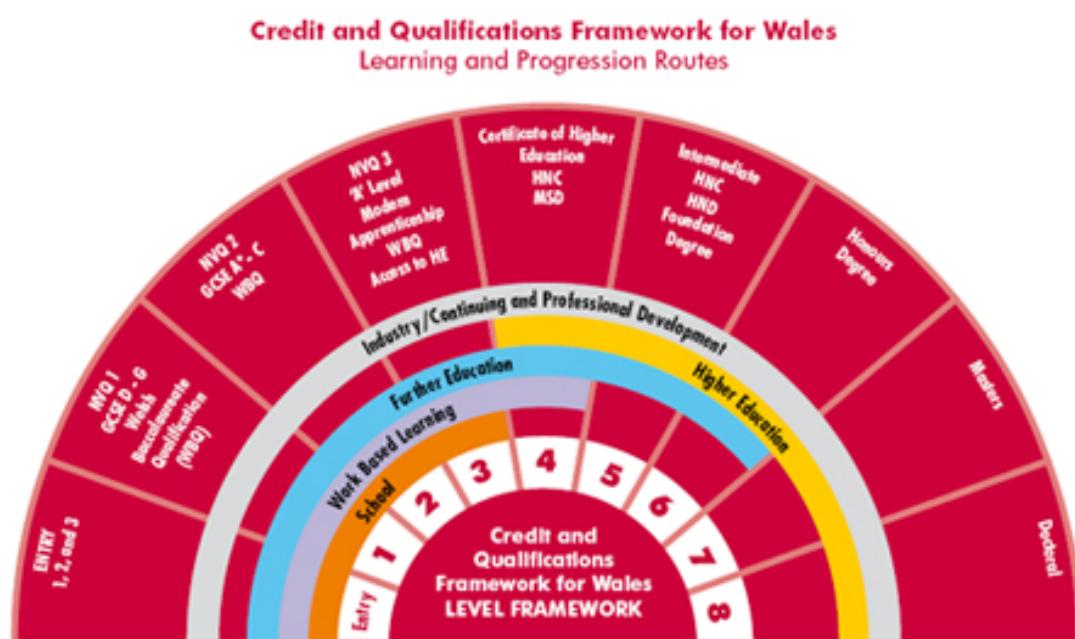 Credit and Qualifications Framework for Wales
Learning and Progression Routes
ENTRY
1, 2, and 3
NVQ 1
GCSE D - G
Welsh
Baccalaureate
Qualification
(WBQ)
NVQ 2
GCSE A* - C
WBQ
NVQ 3
'A' Level
Modern
Apprenticeship
WBQ
Access to HE
Certificate of Higher
Education
HNC
MSD
Intermediate
HNC
HND
Foundation
Degree
Honours
Degree
Masters
Doctoral
Industry/Continuing and Professional Development
Higher Education
Further Education
Work Based Learning
School
Entry
1
2
3
4
5
6
7
8
Credit and
Qualifications
Framework for Wales
LEVEL FRAMEWORK